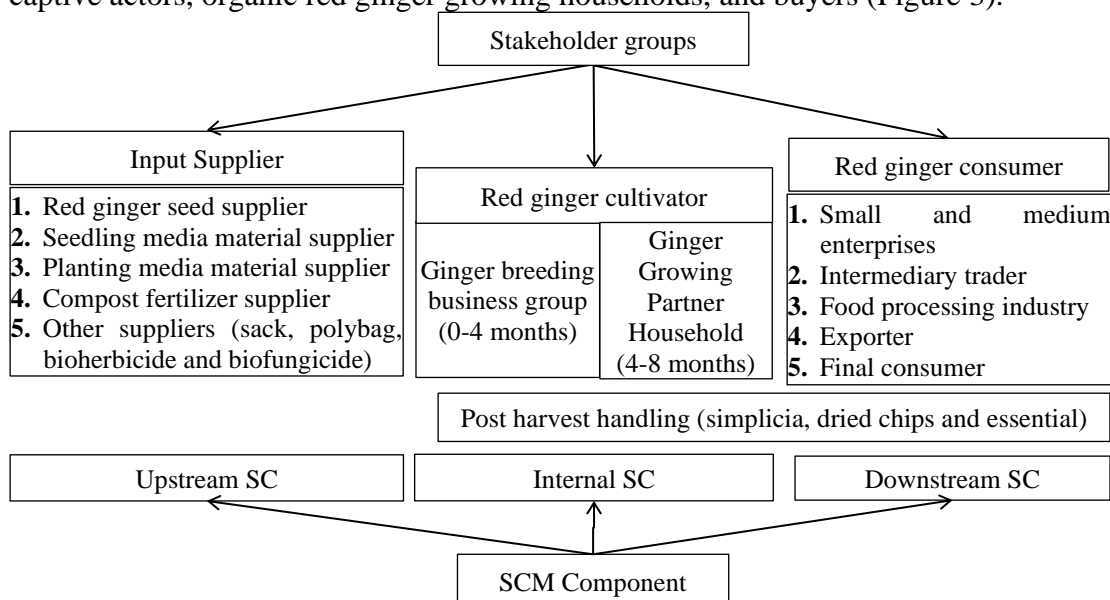 captive actors, organic red ginger growing households, and buyers (Figure 3).
Stakeholder groups
Input Supplier
1. Red ginger seed supplier
2. Seedling media material supplier
3. Planting media material supplier
4. Compost fertilizer supplier
5. Other suppliers (sack, polybag,
bioherbicide and biofungicide)
Red ginger cultivator
Ginger breeding
business group
(0-4 months)
Ginger
Growing
Partner
Household
(4-8 months)
Red ginger consumer
1. Small and medium
enterprises
2. Intermediary trader
3. Food processing industry
4. Exporter
5. Final consumer
Post harvest handling (simplicia, dried chips and essential)
Upstream SC
Internal SC
Downstream SC
SCM Component